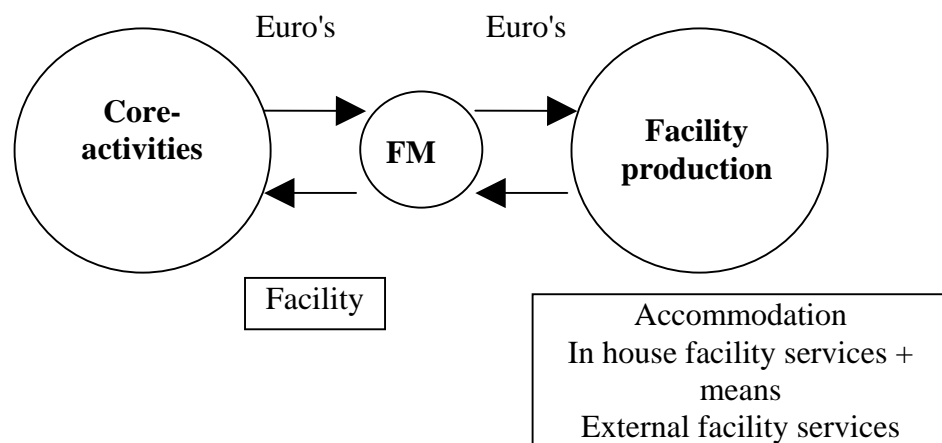 Euro's
Euro's
Core-
activities
FM
Facility
production
Facility
Accommodation
In house facility services +
means
External facility services